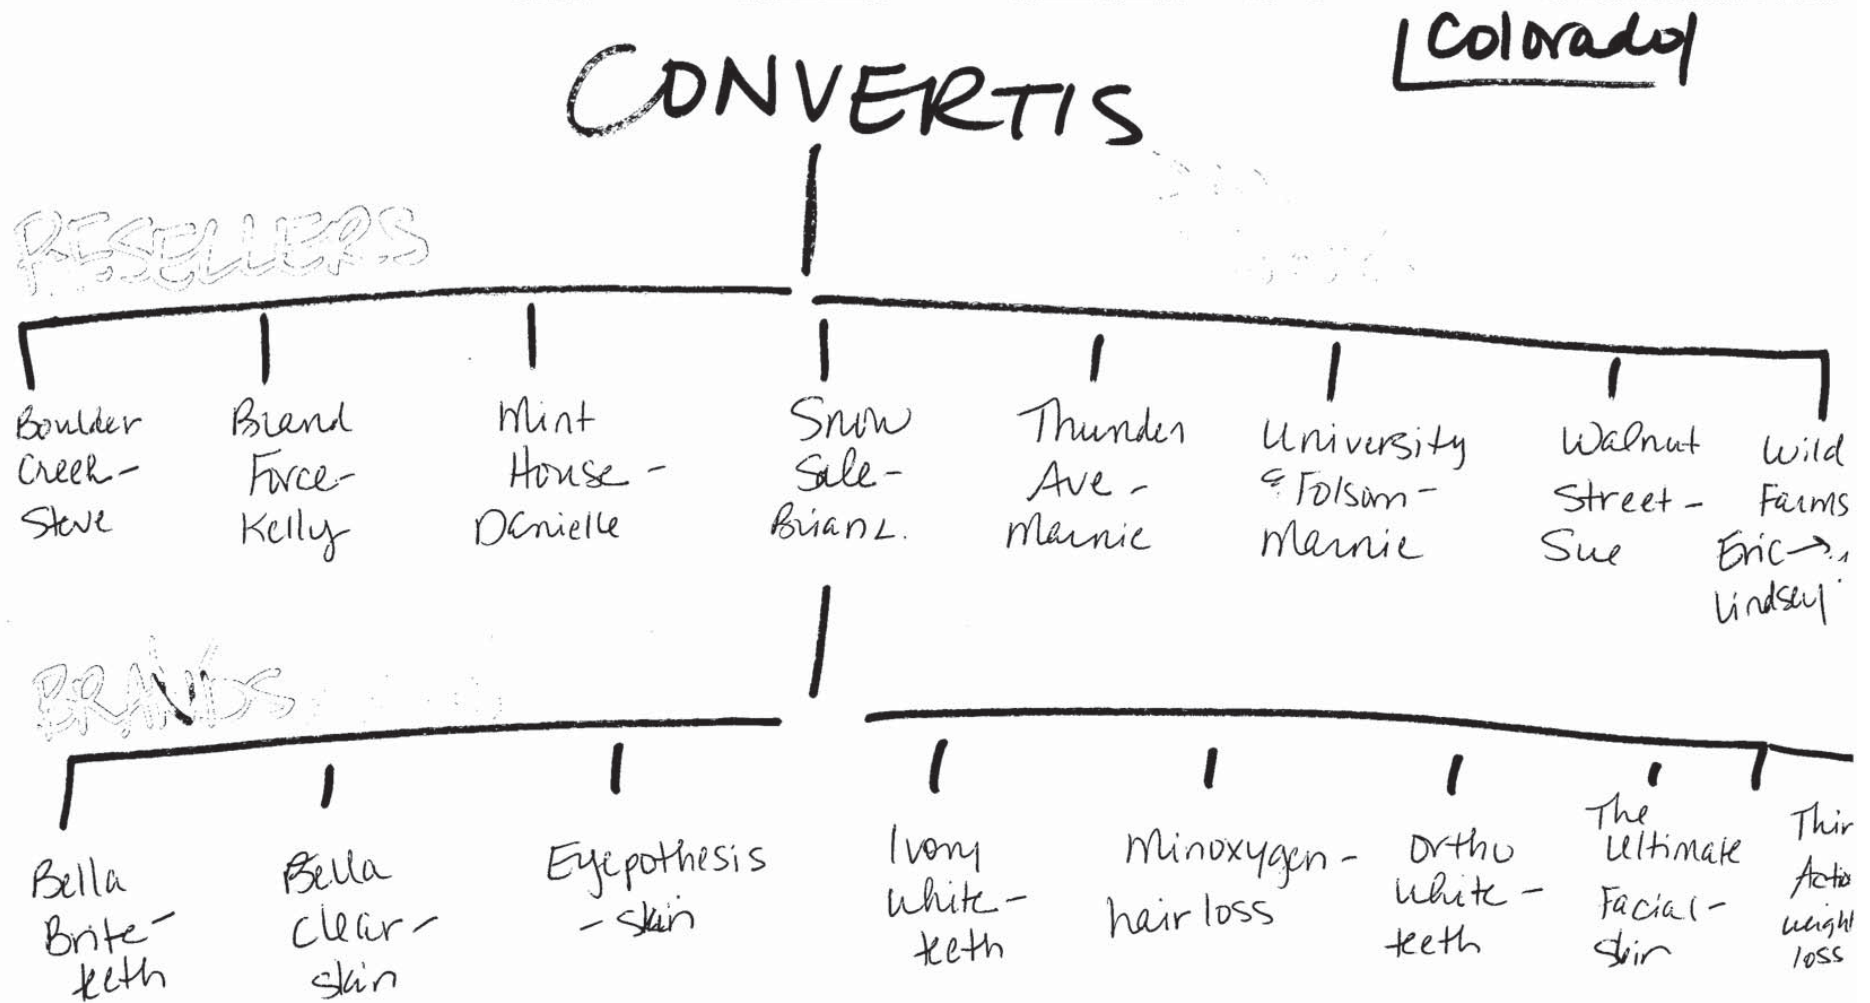 Colorado
CONVERTIS
RESELLERS
Boulder
Creek -
Steve
Brand
Force -
Kelly
Mint
House -
Danielle
Snow
Sale -
Brian L.
Thunder
Ave -
Marnie
University
& Folsom -
Marnie
Walnut
Street -
Sue
Wild
Farms
Eric →
Lindsey
BRANDS
Bella
Brite -
teeth
Bella
Clear -
skin
Eyepothesis
- skin
Ivory
White -
teeth
Minoxygen -
hair loss
Ortho
White -
teeth
The
Ultimate
Facial -
skin
Thin
Actio
weight
loss